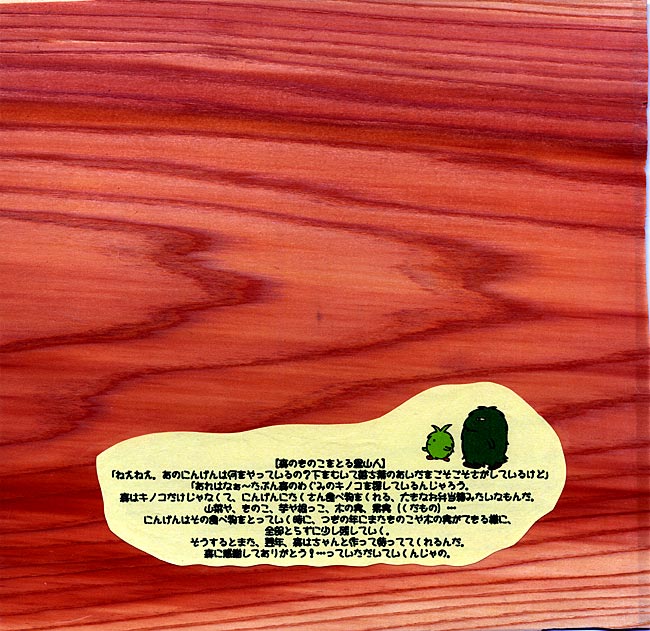 [森のきのこをとる登山人]
「ねえねえ。あのにんげんは何をやっているの?下をむいて落ち葉のあいだをごそごそさがしているけど」
「あれはなぁ〜たぶん森のめぐみのキノコを探しているんじゃろう。
森はキノコだけじゃなくて、にんげんにたくさん食べ物をくれる、大きなお弁当箱みたいなもんだ。
山菜や、きのこ、芋や根っこ、木の実、果実((くだもの)…
にんげんはその食べ物をとっていく時に、つぎの年にまたきのこや木の実ができる様に、
全部とらずに少し残していく。
そうするとまた、翌年、森はちゃんと作って待っててくれるんだ。
森に感謝してありがとう!…っていただいていくんじゃの。